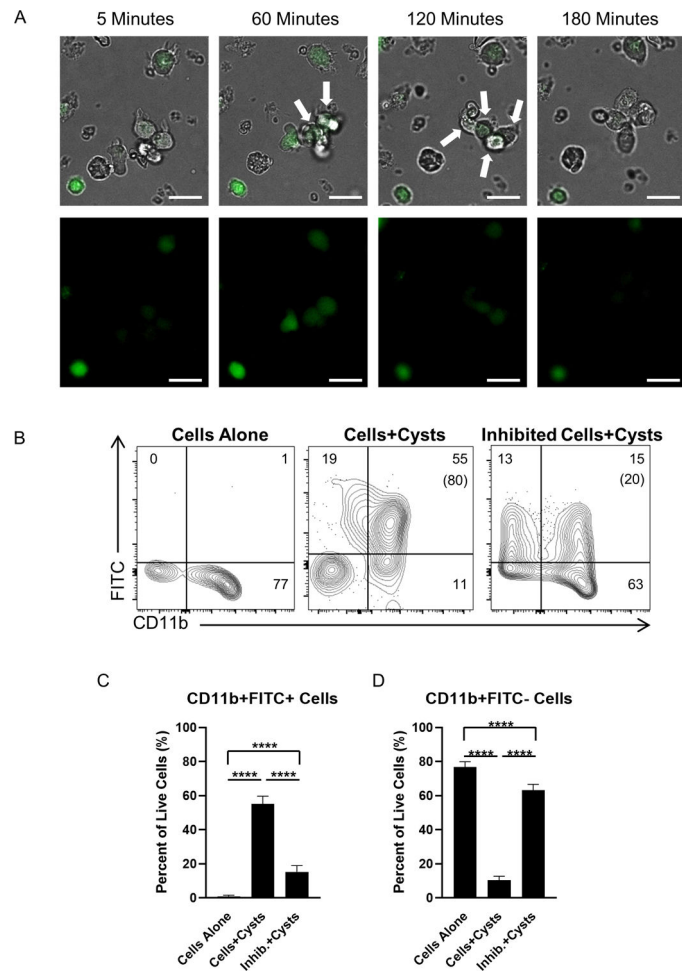 A
5 Minutes 60 Minutes 120 Minutes 180 Minutes
B
Cells Alone Cells+Cysts Inhibited Cells+Cysts
0 1 19 55 13 15
(80) (20)
77 11 63
FITC
CD11b
C D
CD11b+FITC+ Cells CD11b+FITC- Cells
**** ****
**** **** **** ****
Percent of Live Cells (%) Percent of Live Cells (%)
100 100
80 80
60 60
40 40
20 20
0 0
Cells Alone Cells+Cysts Inhib.+Cysts Cells Alone Cells+Cysts Inhib.+Cysts